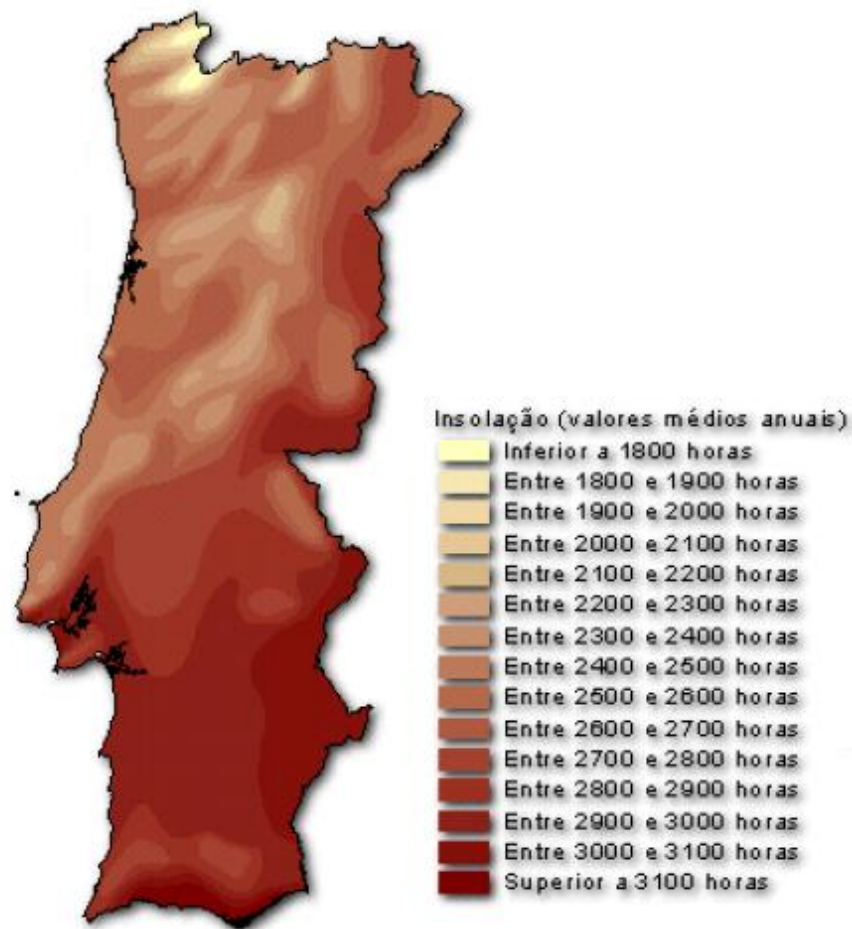 Insolação (valores médios anuais)
Inferior a 1800 horas
Entre 1800 e 1900 horas
Entre 1900 e 2000 horas
Entre 2000 e 2100 horas
Entre 2100 e 2200 horas
Entre 2200 e 2300 horas
Entre 2300 e 2400 horas
Entre 2400 e 2500 horas
Entre 2500 e 2600 horas
Entre 2600 e 2700 horas
Entre 2700 e 2800 horas
Entre 2800 e 2900 horas
Entre 2900 e 3000 horas
Entre 3000 e 3100 horas
Superior a 3100 horas